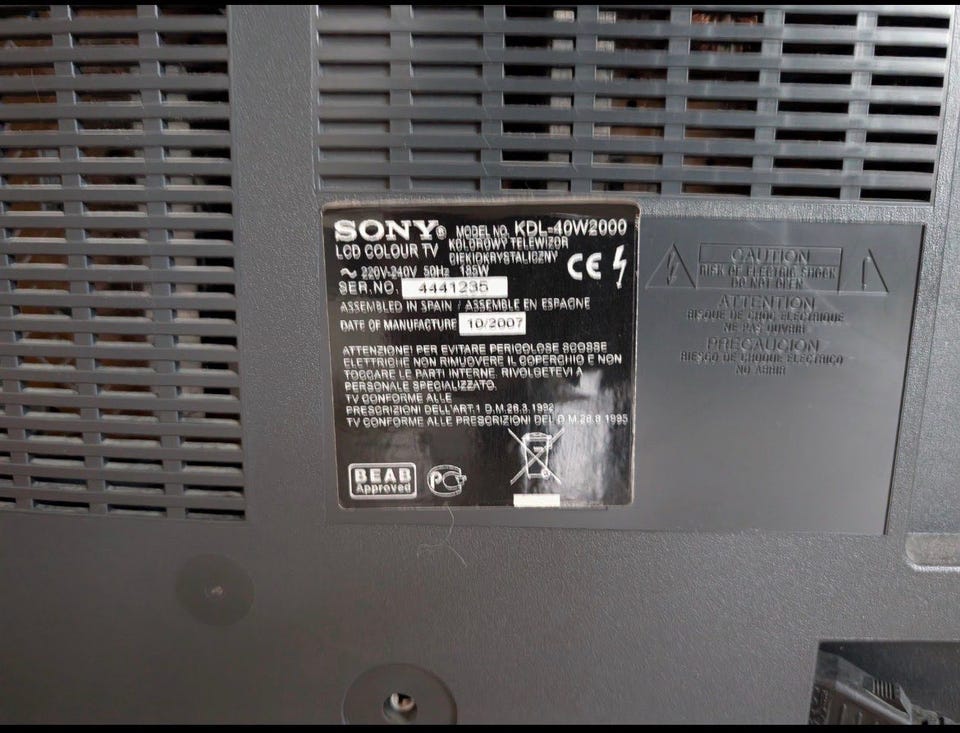 SONY® MODEL NO. KDL-40W2000
LCD COLOUR TV KOLOROWY TELEWIZOR
CIEKŁOKRYSTALICZNY
~ 220V-240V 50Hz 185W
SER.NO. 4441235
ASSEMBLED IN SPAIN / ASSEMBLE EN ESPAGNE
DATE OF MANUFACTURE 10/2007
ATTENZIONE! PER EVITARE PERICOLOSE SCOSSE
ELETTRICHE NON RIMUOVERE IL COPERCHIO E NON
TOCCARE LE PARTI INTERNE. RIVOLGETEVI A
PERSONALE SPECIALIZZATO.
TV CONFORME ALLE
PRESCRIZIONI DELL'ART.1 D.M.26.3.1992
TV CONFORME ALLE PRESCRIZIONI DEL D.M.26.8.1995
CE
BEAB
Approved
PC
CAUTION
RISK OF ELECTRIC SHOCK
DO NOT OPEN
ATTENTION
RISQUE DE CHOC ELECTRIQUE
NE PAS OUVRIR
PRECAUCION
RIESGO DE CHOQUE ELECTRICO
NO ABRIR